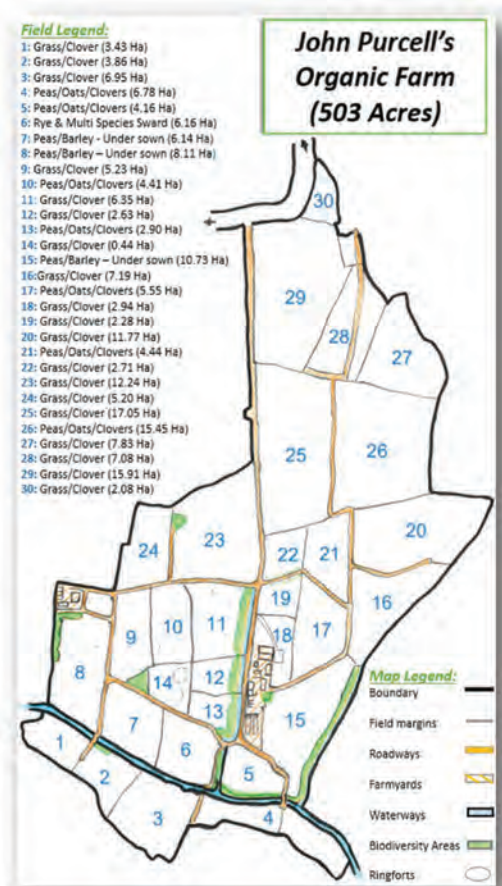 Field Legend:
1: Grass/Clover (3.43 Ha)
2: Grass/Clover (3.86 Ha)
3: Grass/Clover (6.95 Ha)
4: Peas/Oats/Clovers (6.78 Ha)
5: Peas/Oats/Clovers (4.16 Ha)
6: Rye & Multi Species Sward (6.16 Ha)
7: Peas/Barley - Under sown (6.14 Ha)
8: Peas/Barley – Under sown (8.11 Ha)
9: Grass/Clover (5.23 Ha)
10: Peas/Oats/Clovers (4.41 Ha)
11: Grass/Clover (6.35 Ha)
12: Grass/Clover (2.63 Ha)
13: Peas/Oats/Clovers (2.90 Ha)
14: Grass/Clover (0.44 Ha)
15: Peas/Barley – Under sown (10.73 Ha)
16:Grass/Clover (7.19 Ha)
17: Peas/Oats/Clovers (5.55 Ha)
18: Grass/Clover (2.94 Ha)
19: Grass/Clover (2.28 Ha)
20: Grass/Clover (11.77 Ha)
21: Peas/Oats/Clovers (4.44 Ha)
22: Grass/Clover (2.71 Ha)
23: Grass/Clover (12.24 Ha)
24: Grass/Clover (5.20 Ha)
25: Grass/Clover (17.05 Ha)
26: Peas/Oats/Clovers (15.45 Ha)
27: Grass/Clover (7.83 Ha)
28: Grass/Clover (7.08 Ha)
29: Grass/Clover (15.91 Ha)
30: Grass/Clover (2.08 Ha)
John Purcell's
Organic Farm
(503 Acres)
30
29
28
27
25
26
24
23
22
21
20
19
16
9
10
11
18
17
8
14
12
13
15
7
6
5
1
2
3
4
Map Legend:
Boundary
Field margins
Roadways
Farmyards
Waterways
Biodiversity Areas
Ringforts